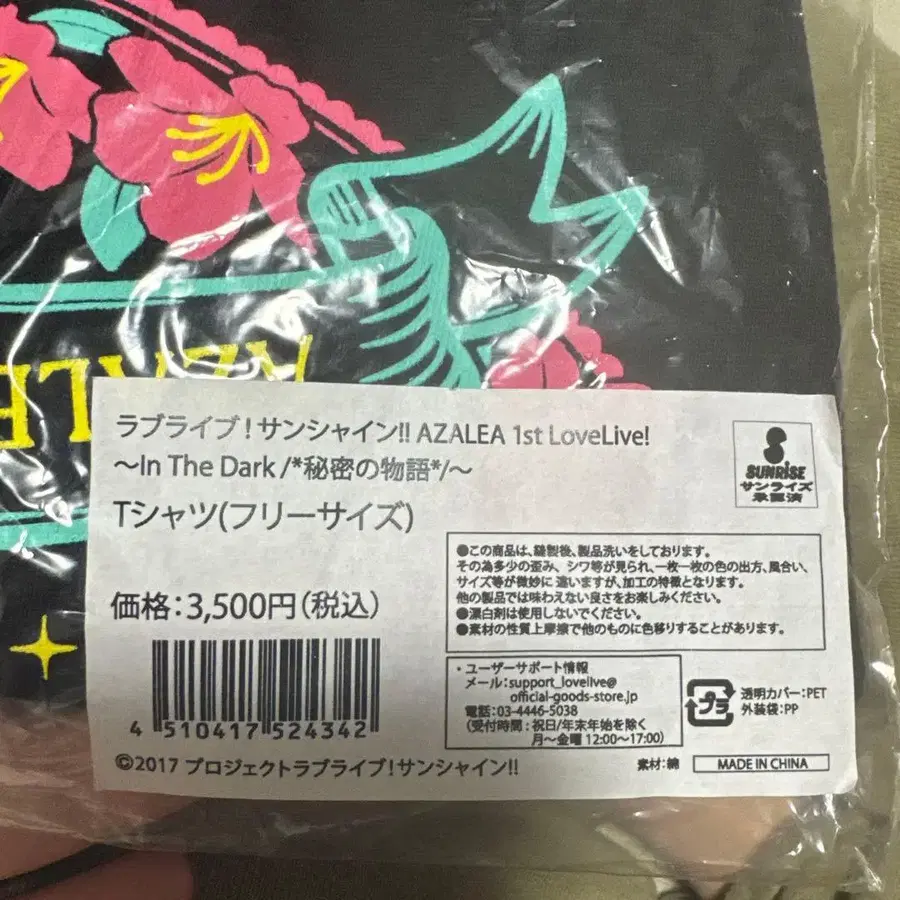 AZALE
ラブライブ!サンシャイン!! AZALEA 1st LoveLive!
～In The Dark /*秘密の物語*/～
Tシャツ(フリーサイズ)
SUNRISE
サンライズ
承認済
●この商品は、縫製後、製品洗いをしております。
その為多少の歪み、シワ等が見られ、一枚一枚の色の出方、風合い、
サイズ等が微妙に違いますが、加工の特徴となります。
他の製品では味わえない良さをお楽しみください。
●漂白剤は使用しないでください。
●素材の性質上摩擦で他のものに色移りすることがあります。
価格:3,500円(税込)
4 510417 524342
・ユーザーサポート情報
メール:support_lovelive@
official-goods-store.jp
電話:03-4446-5038
(受付時間:祝日/年末年始を除く
月～金曜 12:00～17:00)
プラ
透明カバー:PET
外装袋:PP
©2017 プロジェクトラブライブ!サンシャイン!!
素材:綿
MADE IN CHINA